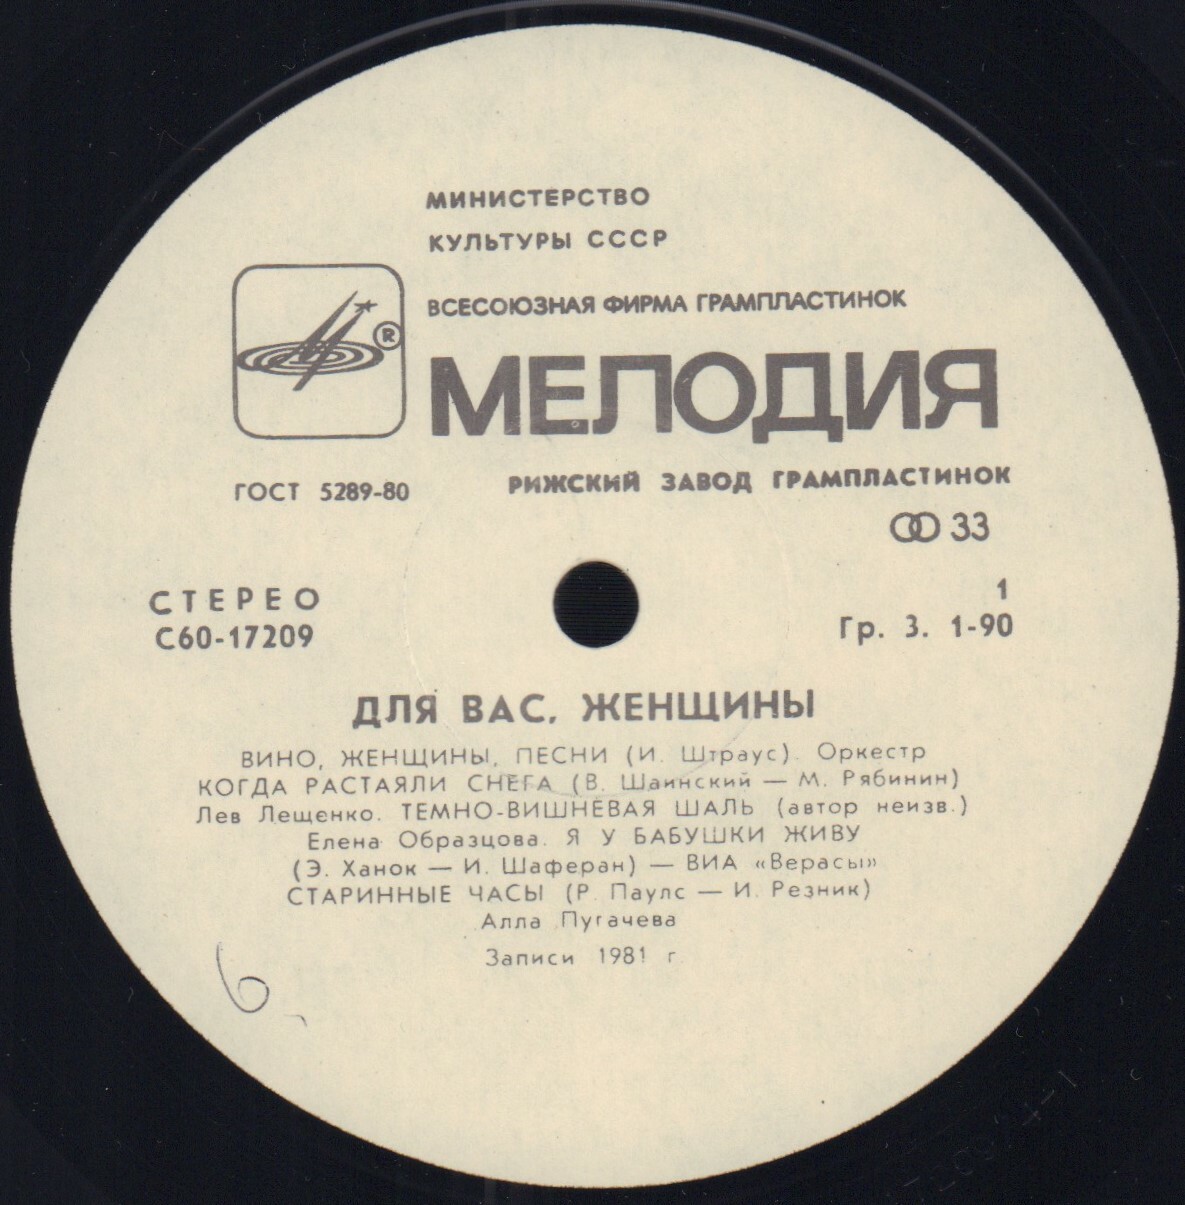 МИНИСТЕРСТВО
КУЛЬТУРЫ СССР
ВСЕСОЮЗНАЯ ФИРМА ГРАМПЛАСТИНОК
®
МЕЛОДИЯ
ГОСТ 5289-80
РИЖСКИЙ ЗАВОД ГРАМПЛАСТИНОК
33
СТЕРЕО
1
С60-17209
Гр. 3. 1-90
ДЛЯ ВАС, ЖЕНЩИНЫ
ВИНО, ЖЕНЩИНЫ, ПЕСНИ (И. Штраус). Оркестр
КОГДА РАСТАЯЛИ СНЕГА (В. Шаинский — М. Рябинин)
Лев Лещенко. ТЕМНО-ВИШНЕВАЯ ШАЛЬ (автор неизв.)
Елена Образцова. Я У БАБУШКИ ЖИВУ
(Э. Ханок — И. Шаферан) — ВИА «Верасы»
СТАРИННЫЕ ЧАСЫ (Р. Паулс — И. Резник)
Алла Пугачева
Записи 1981 г.
6